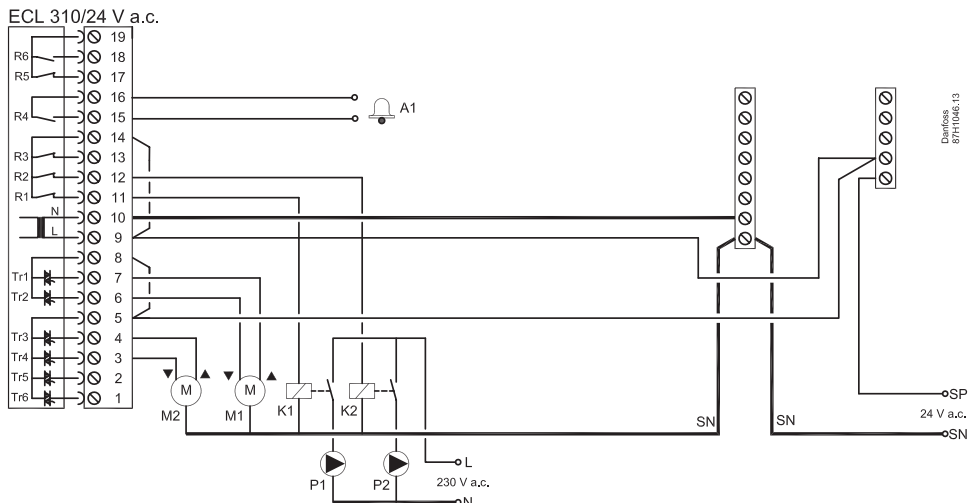 ECL 310/24 V a.c.
19
R6 18
R5 17
16
R4 15
A1
14
R3 13
R2 12
R1 11
N 10
L 9
8
Tr1 7
Tr2 6
5
Tr3 4
Tr4 3
Tr5 2
Tr6 1
M M
M2 M1 K1 K2
SN SN
SP
24 V a.c.
SN
P1 P2
L
230 V a.c.
N
Danfoss
87H1046.13